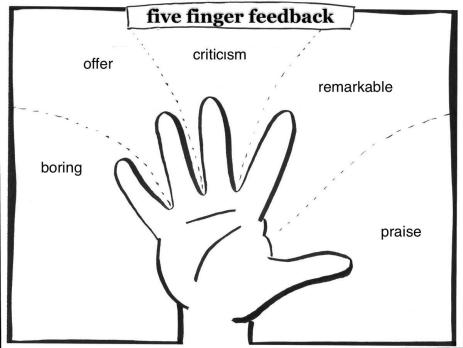 five finger feedback
offer
criticism
remarkable
boring
praise